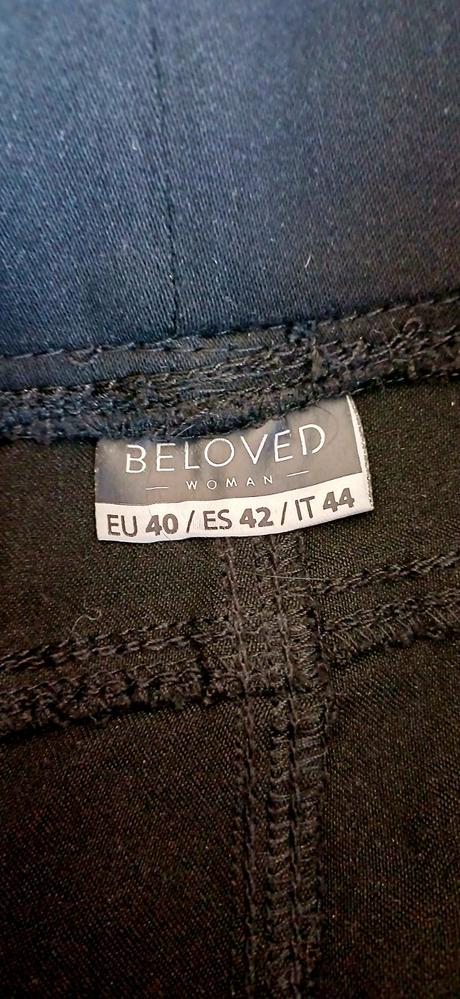 BELOVED
— WOMAN —
EU 40 / ES 42 / IT 44